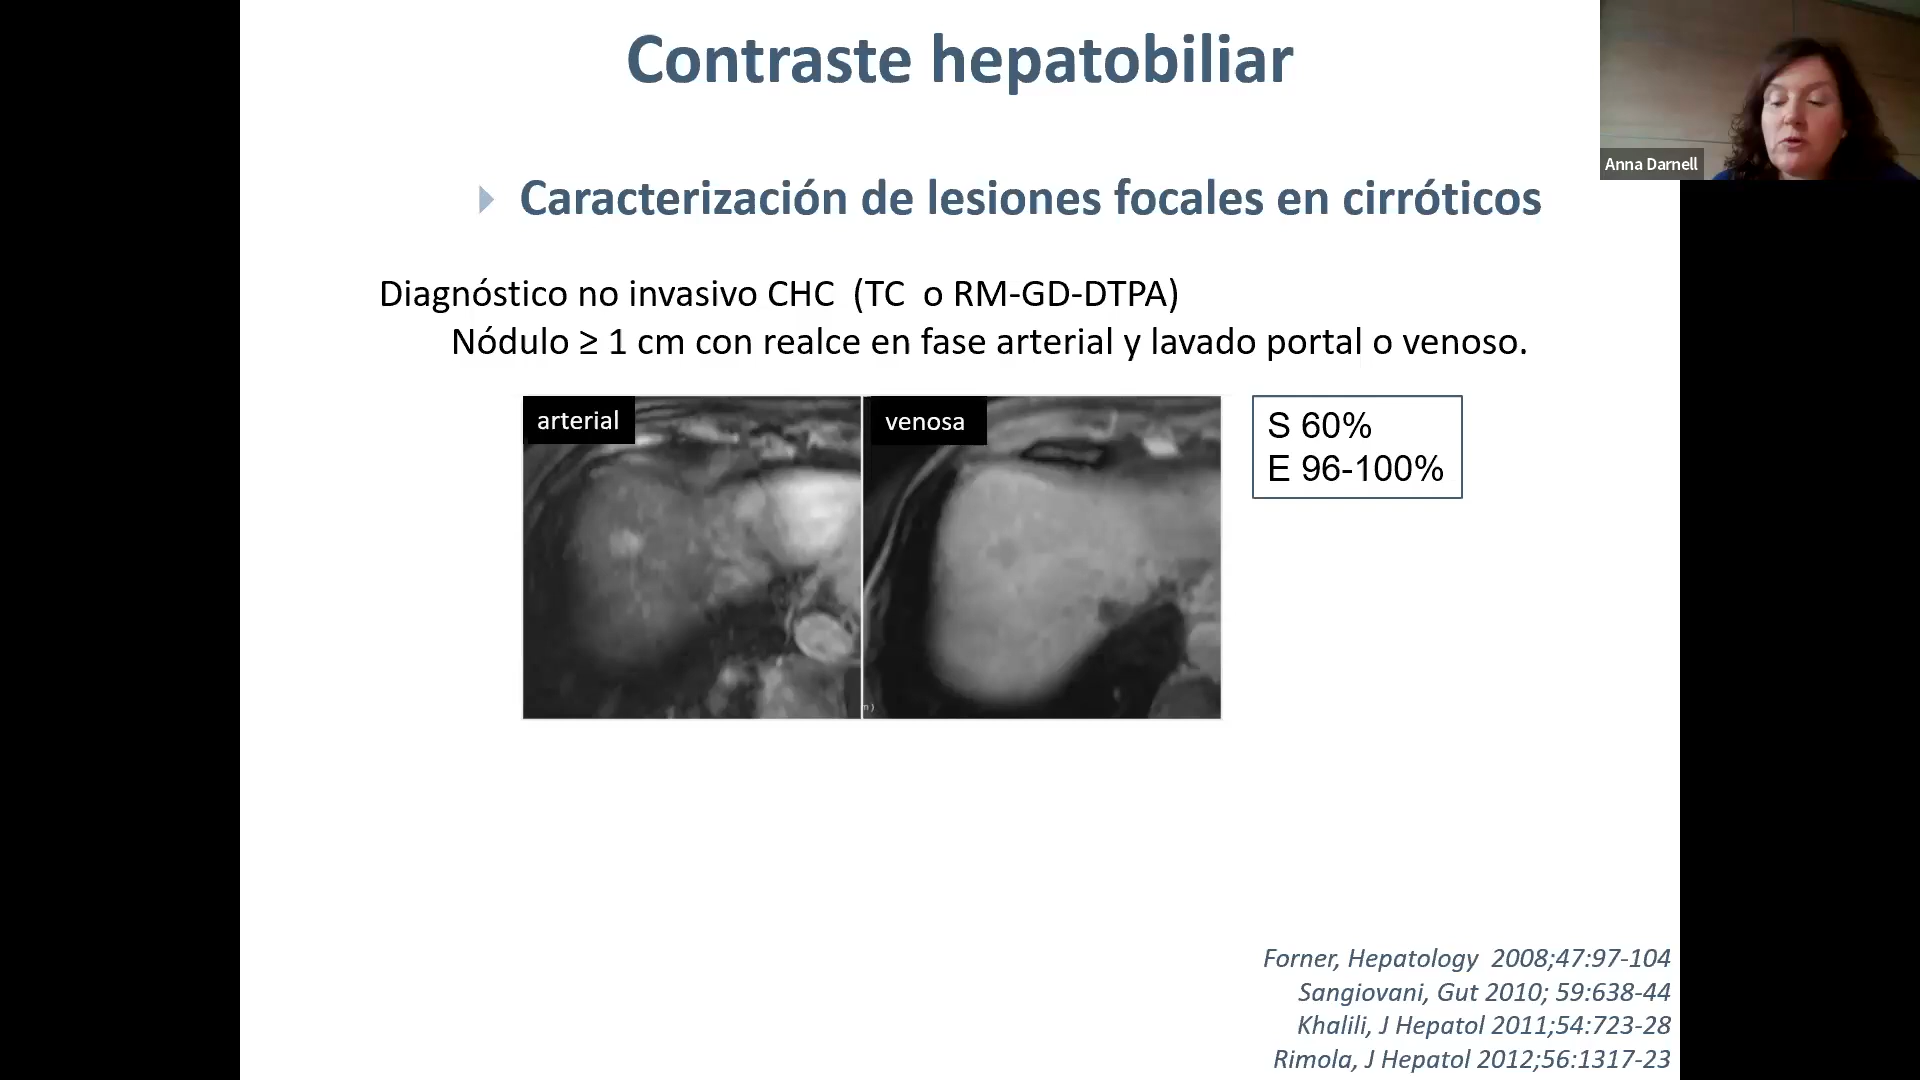 Contraste hepatobiliar
Anna Darnell
Caracterización de lesiones focales en cirróticos
Diagnóstico no invasivo CHC (TC o RM-GD-DTPA)
Nódulo ≥ 1 cm con realce en fase arterial y lavado portal o venoso.
arterial
venosa
S 60%
E 96-100%
Forner, Hepatology 2008;47:97-104
Sangiovani, Gut 2010; 59:638-44
Khalili, J Hepatol 2011;54:723-28
Rimola, J Hepatol 2012;56:1317-23